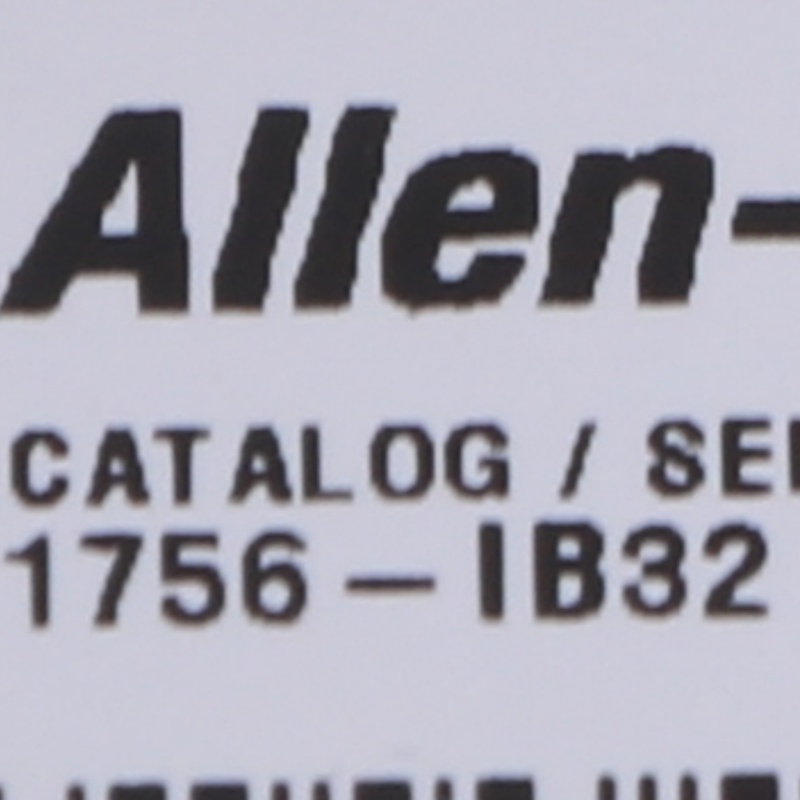 Allen-
CATALOG / SE
1756-IB32